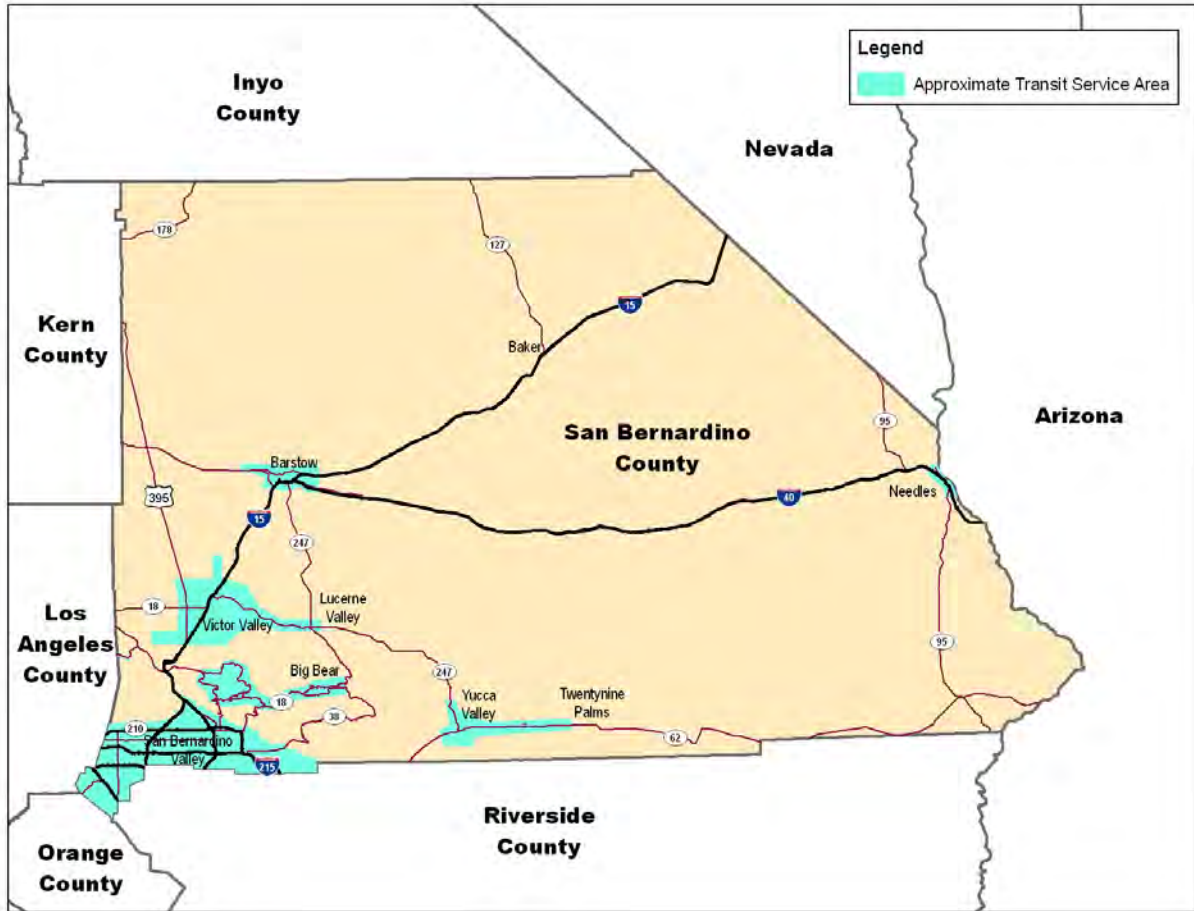 Legend
Approximate Transit Service Area
Inyo
County
Nevada
178
127
15
Kern
County
Baker
95
Arizona
San Bernardino
County
Barstow
395
15
40
Needles
247
Los
Angeles
County
18
Lucerne
Valley
Victor Valley
95
Big Bear
247
18
Yucca
Valley
Twentynine
Palms
38
210
62
San Bernardino
Valley
215
Riverside
County
Orange
County